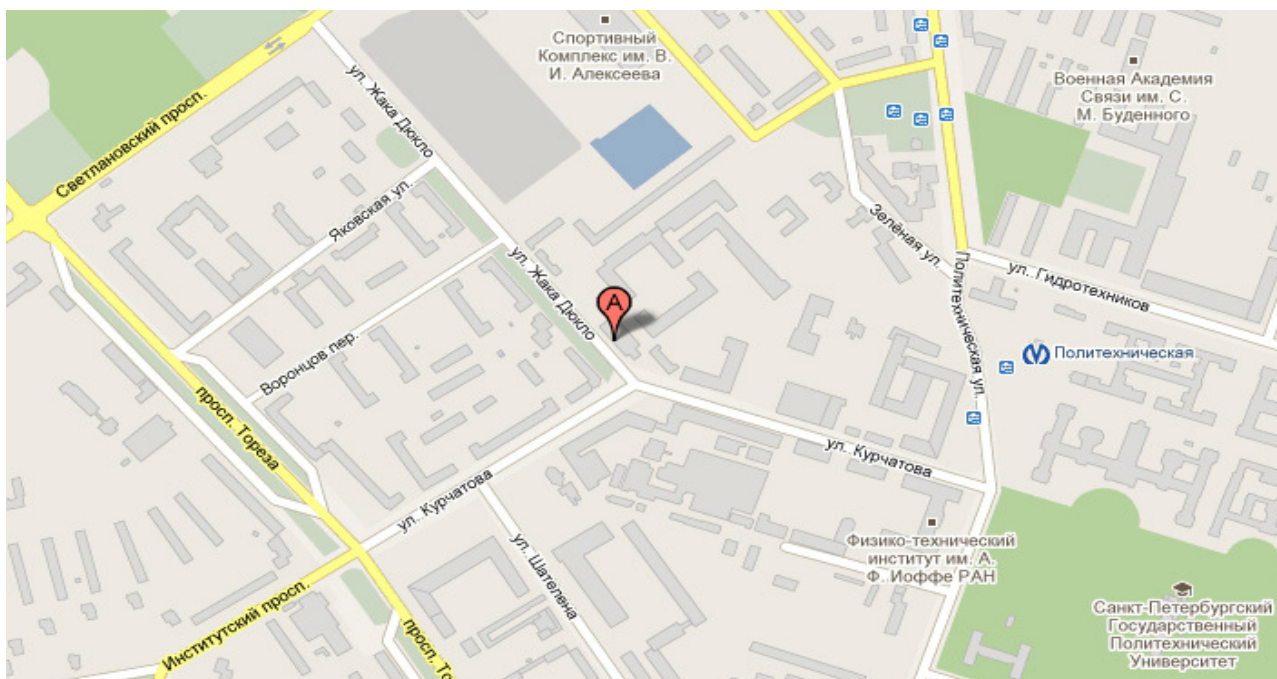 Спортивный
Комплекс им. В.
И. Алексеева
Военная Академия
Связи им. С.
М. Буденного
ул. Жака Дюкло
Светлановский просп.
Яковская ул.
Зелёная ул.
ул. Жака Дюкло
ул. Гидротехников
Политехническая ул.
A
Воронцов пер.
Политехническая
просп. Тореза
ул. Курчатова
ул. Курчатова
Физико-технический
институт им. А.
Ф. Иоффе РАН
ул. Шателена
Институтский просп.
просп. То
Санкт-Петербургский
Государственный
Политехнический
Университет